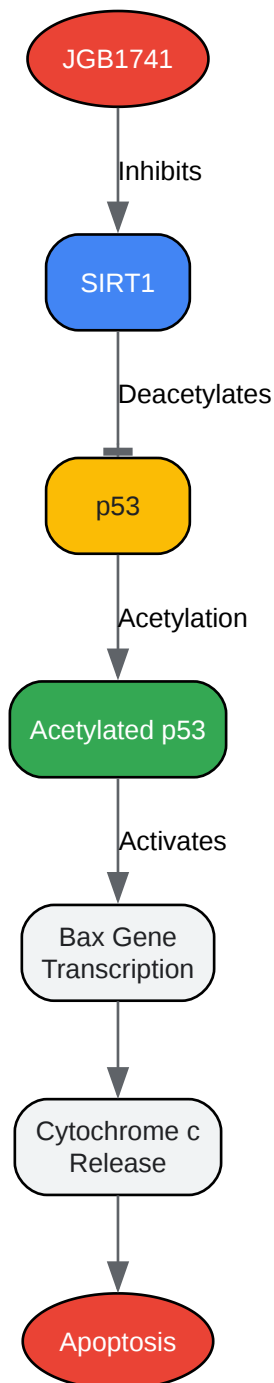 JGB1741
Inhibits
SIRT1
Deacetylates
p53
Acetylation
Acetylated p53
Activates
Bax Gene
Transcription
Cytochrome c
Release
Apoptosis